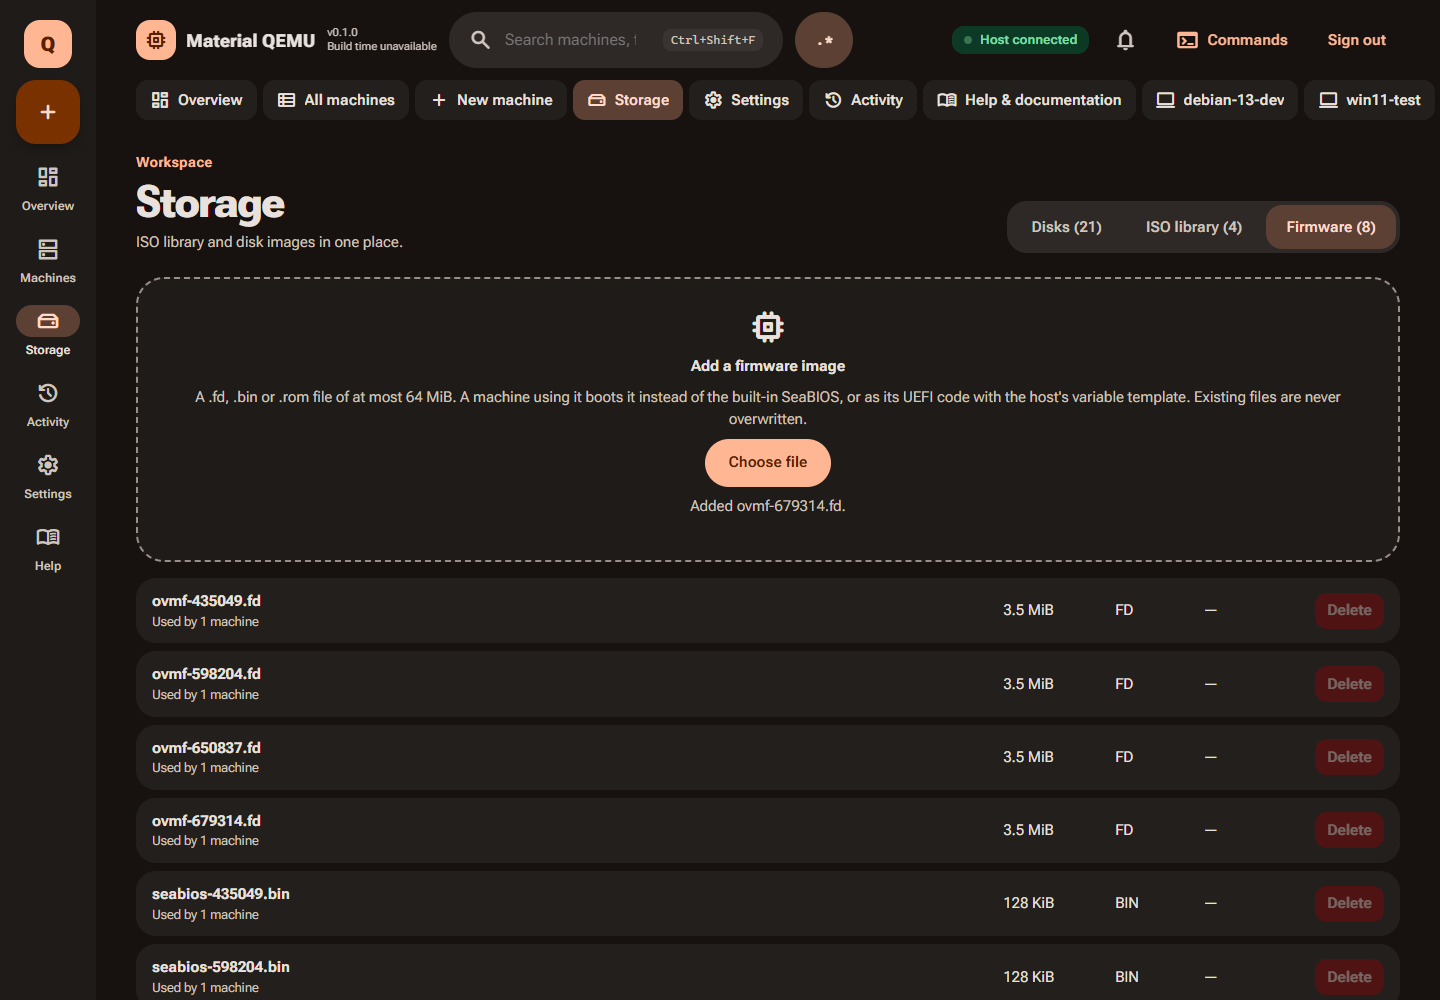 Q
Material QEMU
v0.1.0
Build time unavailable
Search machines,
Ctrl+Shift+F
.*
Host connected
Commands
Sign out
+
Overview
All machines
New machine
Storage
Settings
Activity
Help & documentation
debian-13-dev
win11-test
Overview
Machines
Storage
Activity
Settings
Help
Workspace
Storage
ISO library and disk images in one place.
Disks (21)
ISO library (4)
Firmware (8)
Add a firmware image
A .fd, .bin or .rom file of at most 64 MiB. A machine using it boots it instead of the built-in SeaBIOS, or as its UEFI code with the host's variable template. Existing files are never
overwritten.
Choose file
Added ovmf-679314.fd.
ovmf-435049.fd
Used by 1 machine
3.5 MiB
FD
—
Delete
ovmf-598204.fd
Used by 1 machine
3.5 MiB
FD
—
Delete
ovmf-650837.fd
Used by 1 machine
3.5 MiB
FD
—
Delete
ovmf-679314.fd
Used by 1 machine
3.5 MiB
FD
—
Delete
seabios-435049.bin
Used by 1 machine
128 KiB
BIN
—
Delete
seabios-598204.bin
Used by 1 machine
128 KiB
BIN
—
Delete